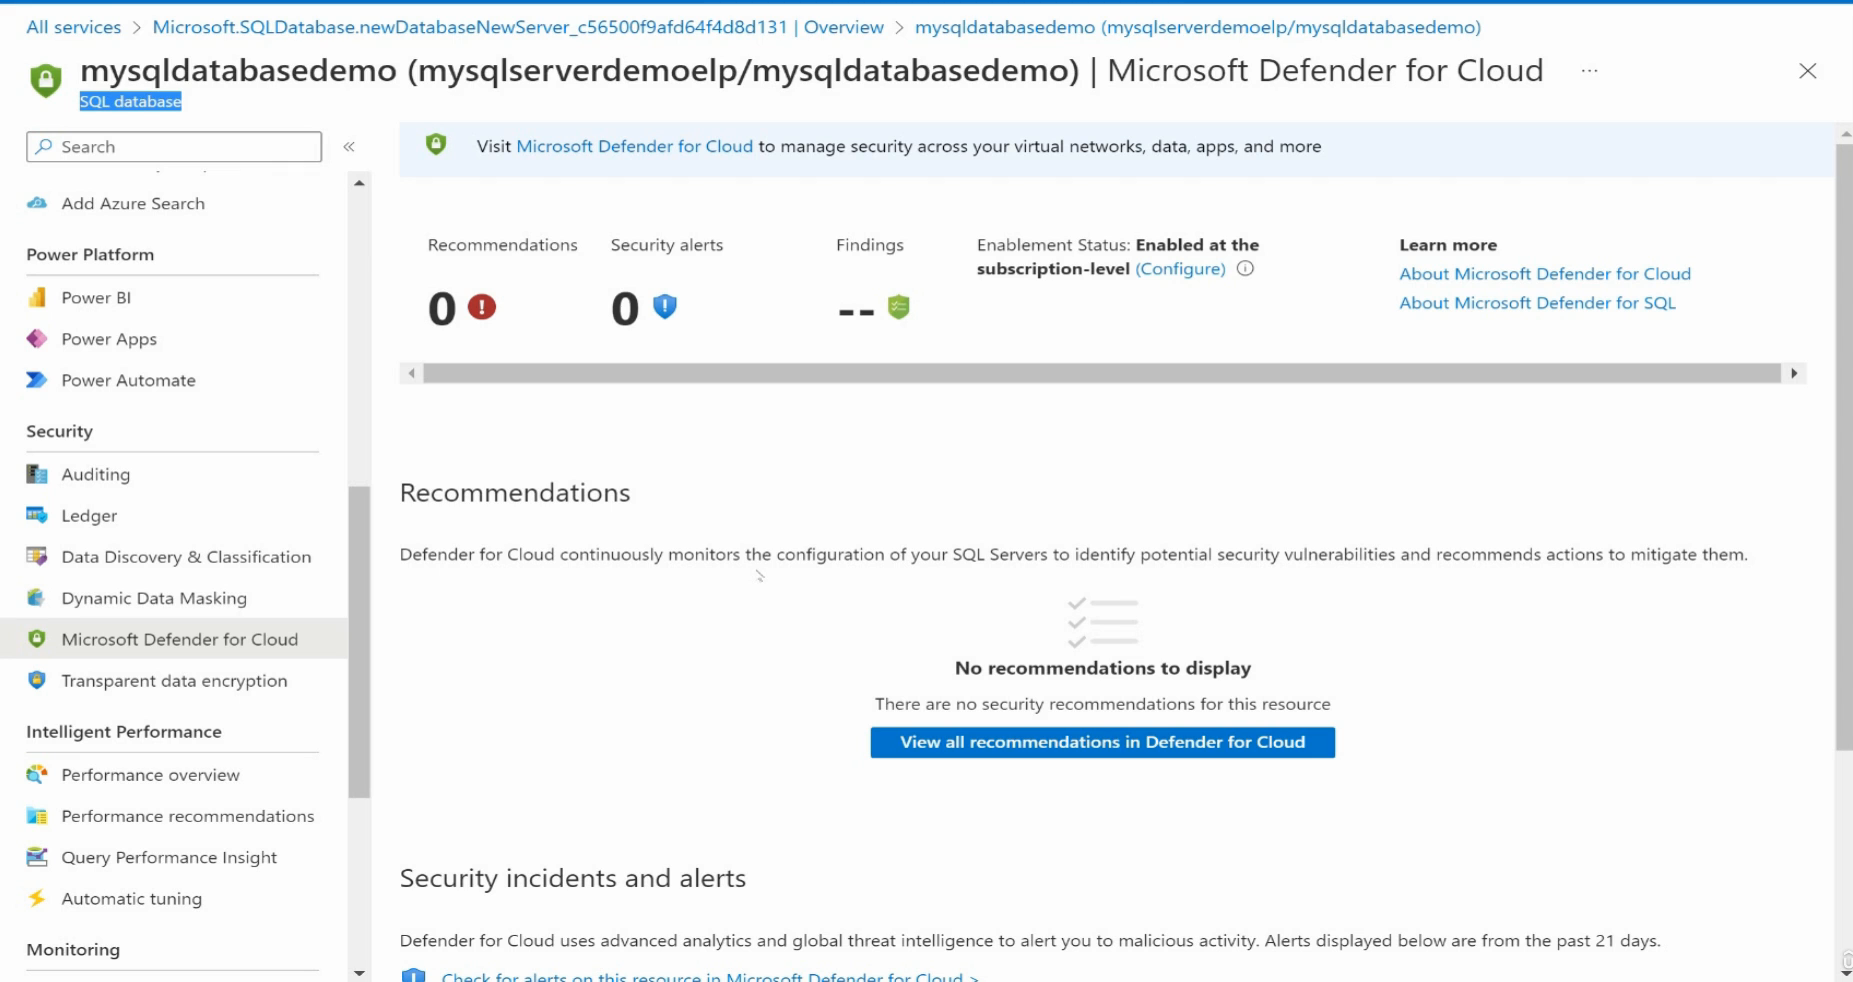 All services > Microsoft.SQLDatabase.newDatabaseNewServer_c56500f9afd64f4d8d131 | Overview > mysqldatabasedemo (mysqlserverdemoelp/mysqldatabasedemo)
mysqldatabasedemo (mysqlserverdemoelp/mysqldatabasedemo) | Microsoft Defender for Cloud ...
SQL database
Search
«
Add Azure Search
Power Platform
Power BI
Power Apps
Power Automate
Security
Auditing
Ledger
Data Discovery & Classification
Dynamic Data Masking
Microsoft Defender for Cloud
Transparent data encryption
Intelligent Performance
Performance overview
Performance recommendations
Query Performance Insight
Automatic tuning
Monitoring
Visit Microsoft Defender for Cloud to manage security across your virtual networks, data, apps, and more
Recommendations
0
Security alerts
0
Findings
--
Enablement Status: Enabled at the
subscription-level (Configure)
Learn more
About Microsoft Defender for Cloud
About Microsoft Defender for SQL
Recommendations
Defender for Cloud continuously monitors the configuration of your SQL Servers to identify potential security vulnerabilities and recommends actions to mitigate them.
No recommendations to display
There are no security recommendations for this resource
View all recommendations in Defender for Cloud
Security incidents and alerts
Defender for Cloud uses advanced analytics and global threat intelligence to alert you to malicious activity. Alerts displayed below are from the past 21 days.
Check for alerts on this resource in Microsoft Defender for Cloud >